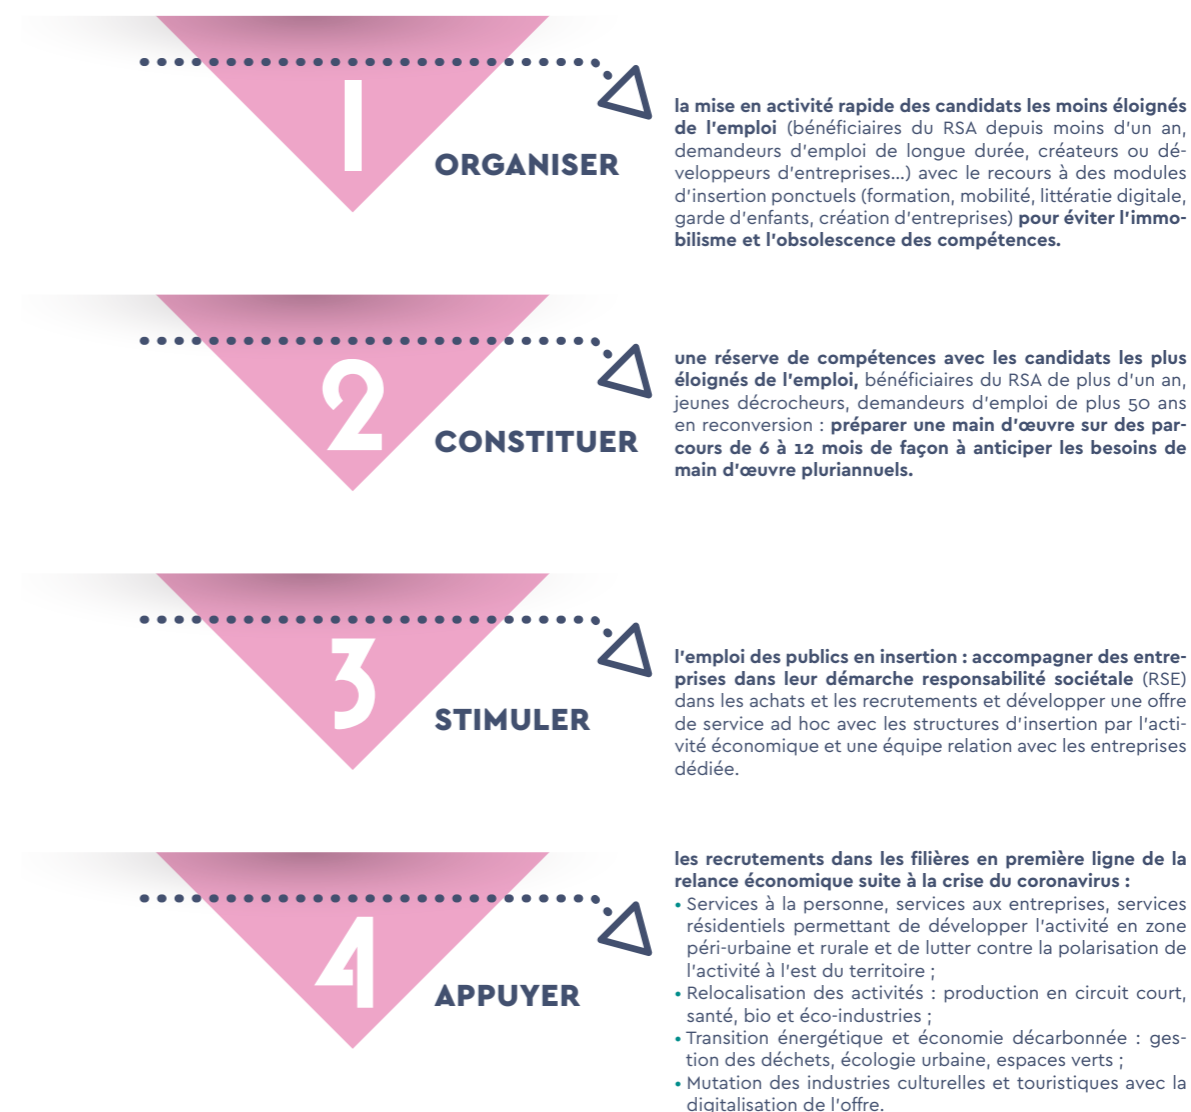 1
ORGANISER
la mise en activité rapide des candidats les moins éloignés
de l'emploi (bénéficiaires du RSA depuis moins d'un an,
demandeurs d'emploi de longue durée, créateurs ou dé-
veloppeurs d'entreprises...) avec le recours à des modules
d'insertion ponctuels (formation, mobilité, littératie digitale,
garde d'enfants, création d'entreprises) pour éviter l'immo-
bilisme et l'obsolescence des compétences.
2
CONSTITUER
une réserve de compétences avec les candidats les plus
éloignés de l'emploi, bénéficiaires du RSA de plus d'un an,
jeunes décrocheurs, demandeurs d'emploi de plus 50 ans
en reconversion : préparer une main d'œuvre sur des par-
cours de 6 à 12 mois de façon à anticiper les besoins de
main d'œuvre pluriannuels.
3
STIMULER
l'emploi des publics en insertion : accompagner des entre-
prises dans leur démarche responsabilité sociétale (RSE)
dans les achats et les recrutements et développer une offre
de service ad hoc avec les structures d'insertion par l'acti-
vité économique et une équipe relation avec les entreprises
dédiée.
4
APPUYER
les recrutements dans les filières en première ligne de la
relance économique suite à la crise du coronavirus :
• Services à la personne, services aux entreprises, services
résidentiels permettant de développer l'activité en zone
péri-urbaine et rurale et de lutter contre la polarisation de
l'activité à l'est du territoire ;
• Relocalisation des activités : production en circuit court,
santé, bio et éco-industries ;
• Transition énergétique et économie décarbonnée : ges-
tion des déchets, écologie urbaine, espaces verts ;
• Mutation des industries culturelles et touristiques avec la
digitalisation de l'offre.